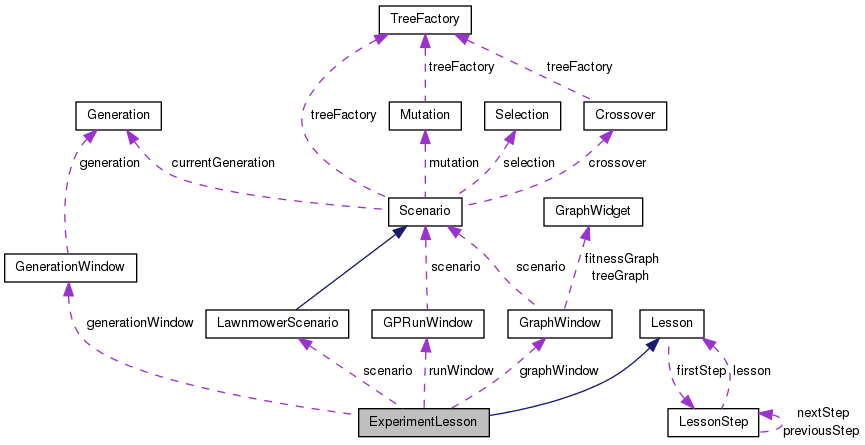 TreeFactory
treeFactory
treeFactory
treeFactory
Generation
Mutation
Selection
Crossover
generation
currentGeneration
mutation
selection
crossover
Scenario
GraphWidget
GenerationWindow
scenario
scenario
fitnessGraph
treeGraph
generationWindow
LawnmowerScenario
GPRunWindow
GraphWindow
Lesson
scenario
runWindow
graphWindow
firstStep
lesson
ExperimentLesson
LessonStep
nextStep
previousStep